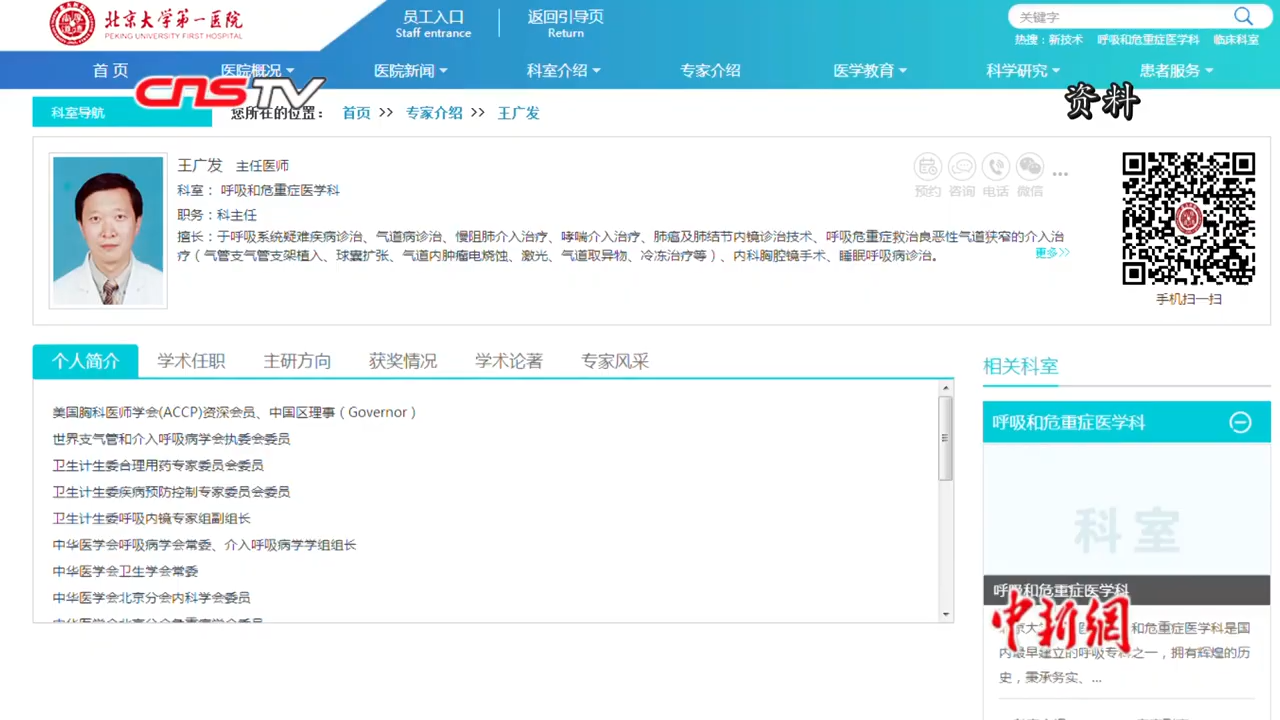 北京大学第一医院
PEKING UNIVERSITY FIRST HOSPITAL
员工入口
Staff entrance
返回引导页
Return
关键字
热搜：新技术 呼吸和危重症医学科 临床科室
首 页 医院概况 医院新闻 科室介绍 专家介绍 医学教育 科学研究 患者服务
CNSTV
资料
科室导航
您所在的位置： 首页 >> 专家介绍 >> 王广发
王广发 主任医师
科室： 呼吸和危重症医学科
职务：科主任
擅长：于呼吸系统疑难疾病诊治、气道病诊治、慢阻肺介入治疗、哮喘介入治疗、肺癌及肺结节内镜诊治技术、呼吸危重症救治良恶性气道狭窄的介入治
疗（气管支气管支架植入、球囊扩张、气道内肿瘤电烧蚀、激光、气道取异物、冷冻治疗等）、内科胸腔镜手术、睡眠呼吸病诊治。
更多>>
预约 咨询 电话 微信 ...
手机扫一扫
个人简介 学术任职 主研方向 获奖情况 学术论著 专家风采
美国胸科医师学会(ACCP)资深会员、中国区理事（Governor）
世界支气管和介入呼吸病学会执委会委员
卫生计生委合理用药专家委员会委员
卫生计生委疾病预防控制专家委员会委员
卫生计生委呼吸内镜专家组副组长
中华医学会呼吸病学会常委、介入呼吸病学学组组长
中华医学会卫生学会常委
中华医学会北京分会内科学会委员
相关科室
呼吸和危重症医学科
科室
呼吸和危重症医学科
中新網
北京大 和危重症医学科是国
内最早建立的呼吸专科之一，拥有辉煌的历
史，秉承务实、...